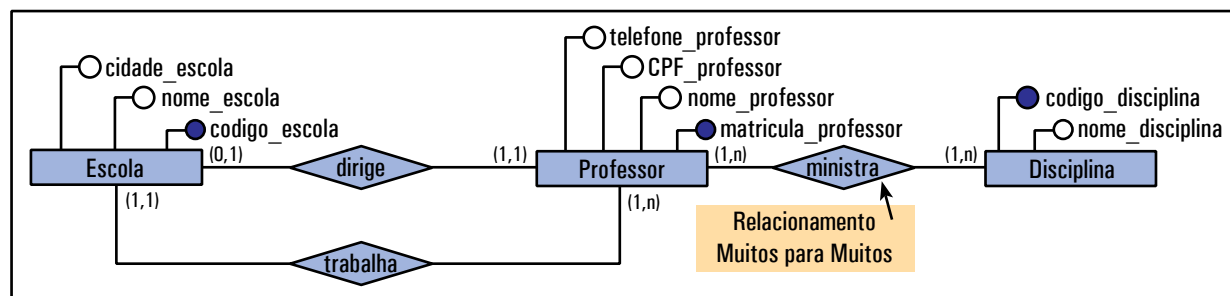 telefone_professor
cidade_escola
CPF_professor
nome_escola
nome_professor
codigo_disciplina
codigo_escola
matricula_professor
nome_disciplina
Escola
(0,1)
dirige
(1,1)
Professor
(1,n)
ministra
(1,n)
Disciplina
(1,1)
(1,n)
Relacionamento
Muitos para Muitos
trabalha